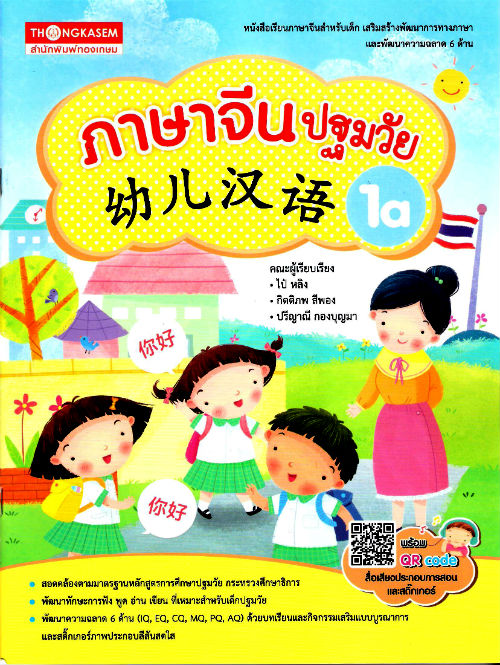 THONGKASEM
สำนักพิมพ์ทองเกษม
หนังสือเรียนภาษาจีนสำหรับเด็ก เสริมสร้างพัฒนาการทางภาษา
และพัฒนาความฉลาด 6 ด้าน
ภาษาจีนปฐมวัย
幼儿汉语
1a
คณะผู้เรียบเรียง
• ไป๋ หลิง
• กิตติภพ สีพอง
• ปรีญาณี กองบุญมา
你好
你好
พร้อม
QR code
สื่อเสียงประกอบการสอน
และสติ๊กเกอร์
• สอดคล้องตามมาตรฐานหลักสูตรการศึกษาปฐมวัย กระทรวงศึกษาธิการ
• พัฒนาทักษะการฟัง พูด อ่าน เขียน ที่เหมาะสำหรับเด็กปฐมวัย
• พัฒนาความฉลาด 6 ด้าน (IQ, EQ, CQ, MQ, PQ, AQ) ด้วยบทเรียนและกิจกรรมเสริมแบบบูรณาการ
และสติ๊กเกอร์ภาพประกอบสีสันสดใส